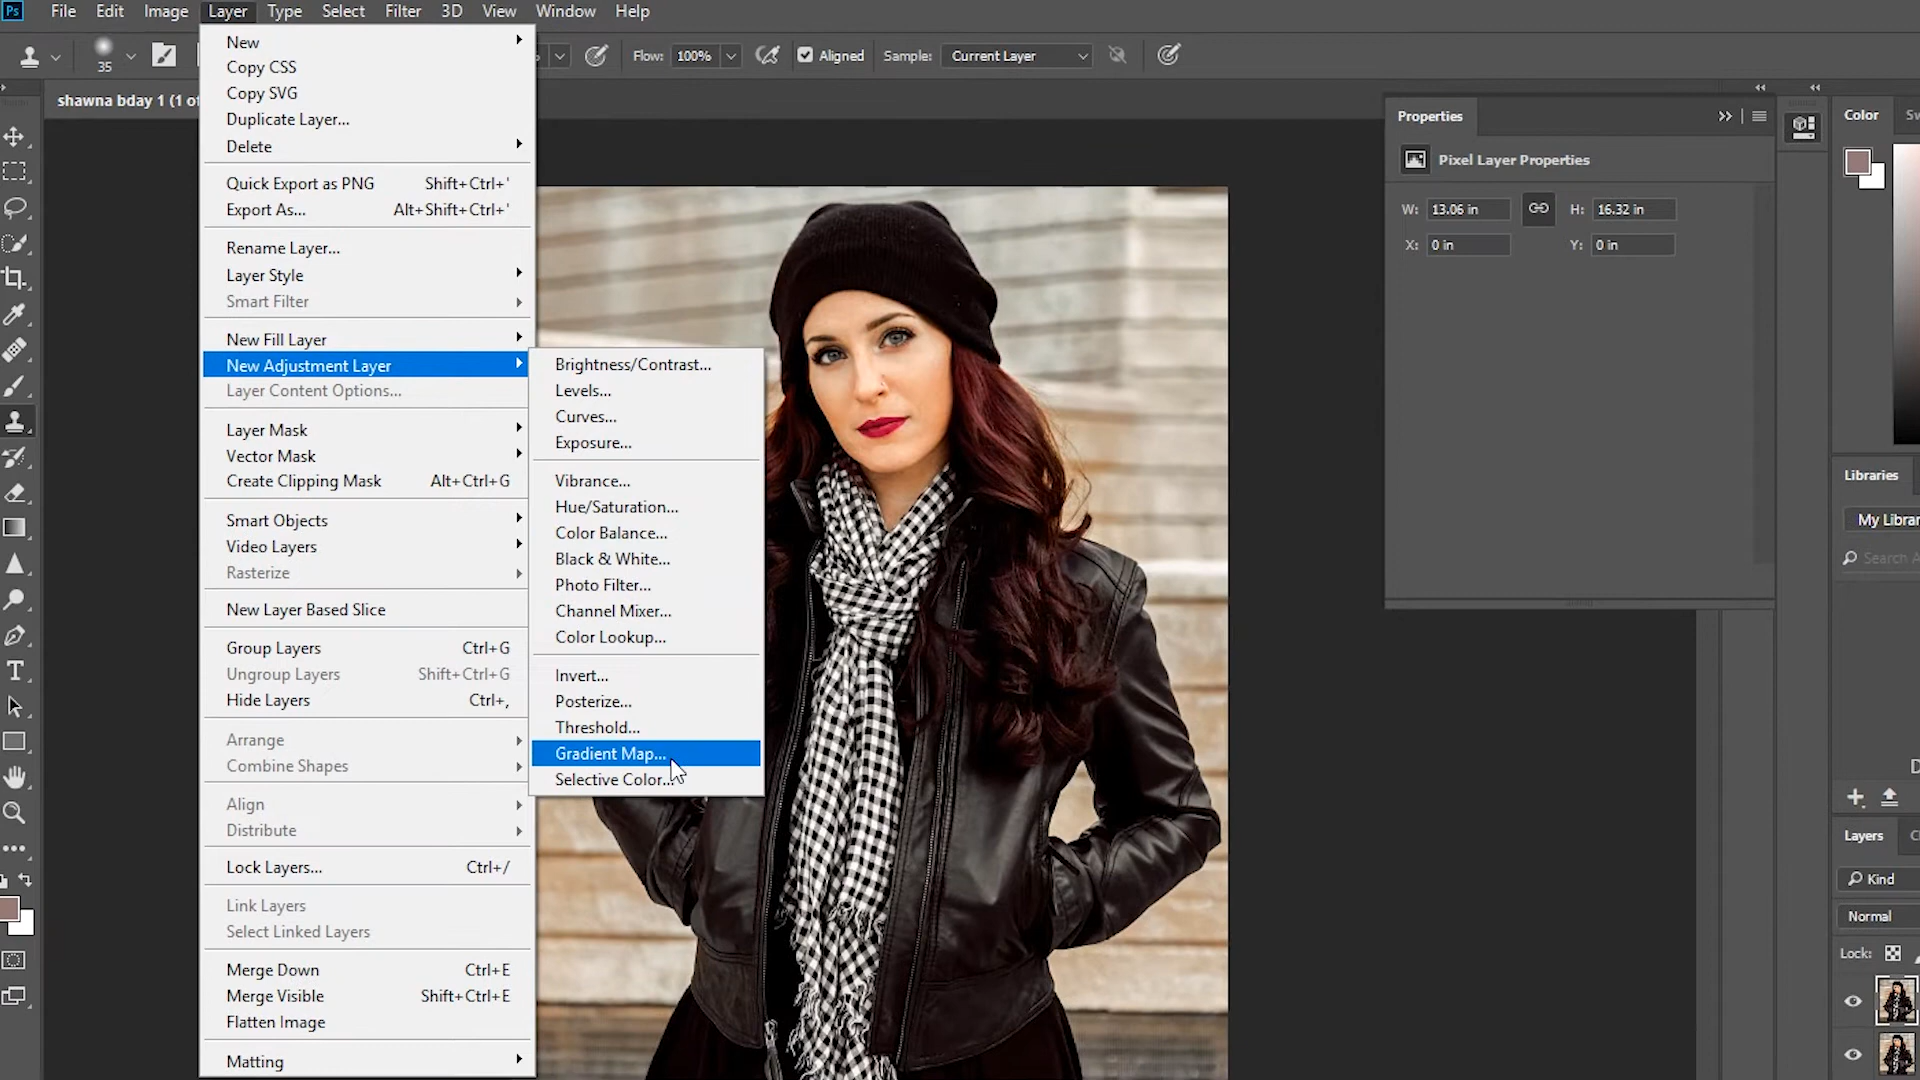 Ps File Edit Image Layer Type Select Filter 3D View Window Help
35 % Flow: 100% Aligned Sample: Current Layer
shawna bday 1 (1 of
New
Copy CSS
Copy SVG
Duplicate Layer...
Delete
Quick Export as PNG Shift+Ctrl+'
Export As... Alt+Shift+Ctrl+'
Rename Layer...
Layer Style
Smart Filter
New Fill Layer
New Adjustment Layer
Layer Content Options...
Layer Mask
Vector Mask
Create Clipping Mask Alt+Ctrl+G
Smart Objects
Video Layers
Rasterize
New Layer Based Slice
Group Layers Ctrl+G
Ungroup Layers Shift+Ctrl+G
Hide Layers Ctrl+,
Arrange
Combine Shapes
Align
Distribute
Lock Layers... Ctrl+/
Link Layers
Select Linked Layers
Merge Down Ctrl+E
Merge Visible Shift+Ctrl+E
Flatten Image
Matting
Brightness/Contrast...
Levels...
Curves...
Exposure...
Vibrance...
Hue/Saturation...
Color Balance...
Black & White...
Photo Filter...
Channel Mixer...
Color Lookup...
Invert...
Posterize...
Threshold...
Gradient Map...
Selective Color...
Properties
Pixel Layer Properties
W: 13.06 in H: 16.32 in
X: 0 in Y: 0 in
Color Sw
Libraries
My Librar
Search A
Layers
Kind
Normal
Lock: